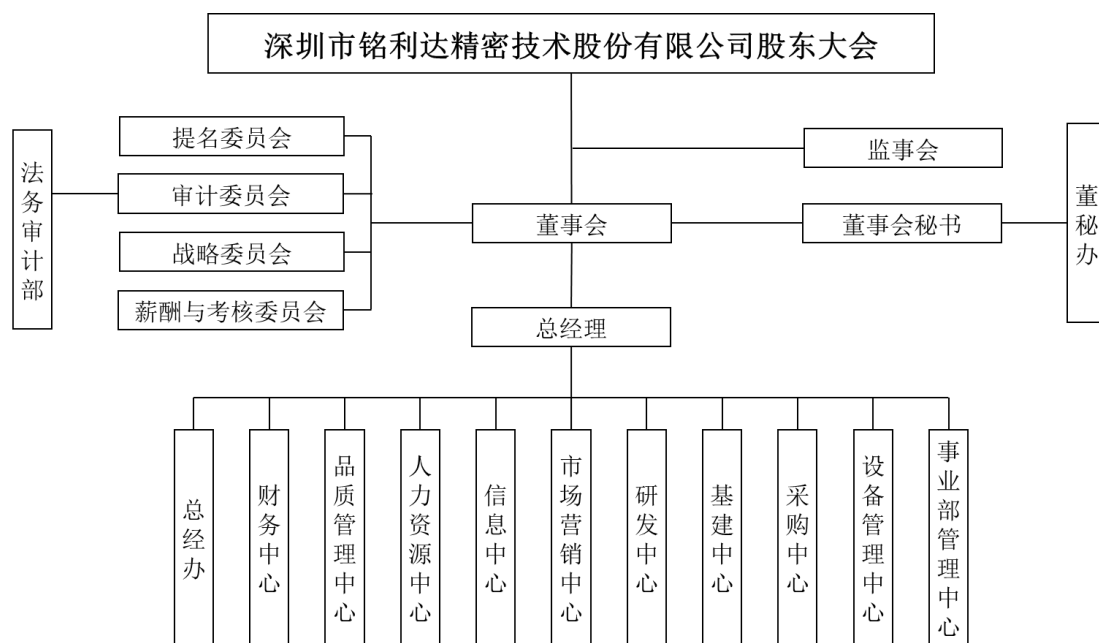 深圳市铭利达精密技术股份有限公司股东大会
提名委员会
监事会
法务审计部
审计委员会
董事会
董事会秘书
董秘办
战略委员会
薪酬与考核委员会
总经理
总经办
财务中心
品质管理中心
人力资源中心
信息中心
市场营销中心
研发中心
基建中心
采购中心
设备管理中心
事业部管理中心